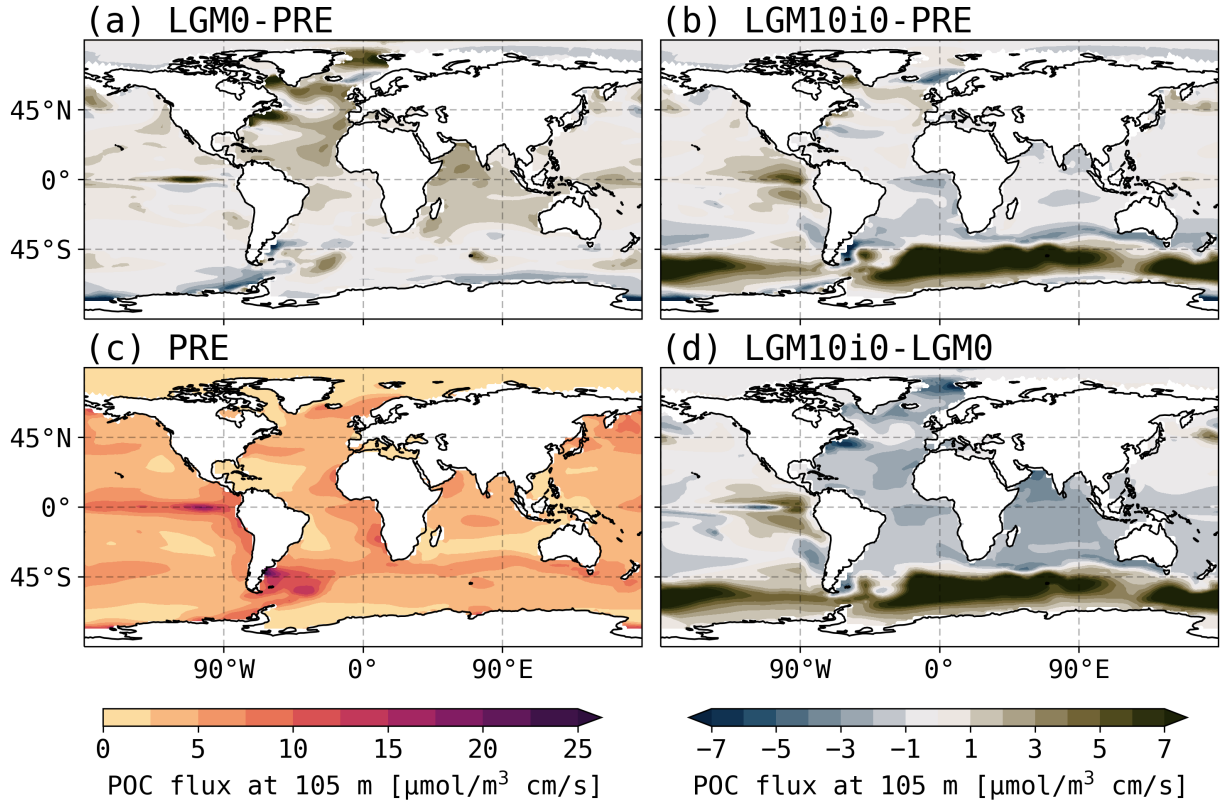 (a) LGM0-PRE
(b) LGM10i0-PRE
45°N
0°
45°S
(c) PRE
(d) LGM10i0-LGM0
45°N
0°
45°S
90°W 0° 90°E
90°W 0° 90°E
0 5 10 15 20 25
POC flux at 105 m [μmol/m³ cm/s]
−7 −5 −3 −1 1 3 5 7
POC flux at 105 m [μmol/m³ cm/s]